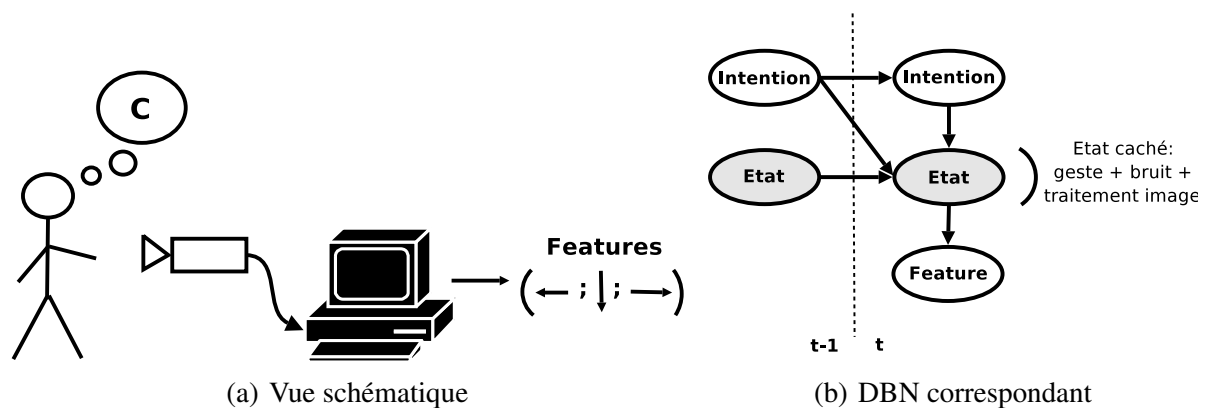 C
Features
( ; ; )
(a) Vue schématique
Intention
Intention
Etat
Etat
Etat caché:
geste + bruit +
traitement image
Feature
t-1
t
(b) DBN correspondant